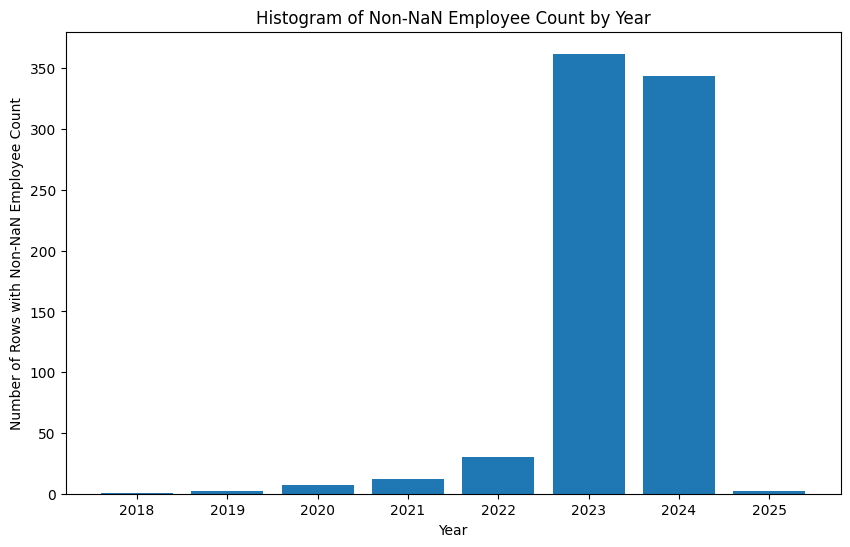 Histogram of Non-NaN Employee Count by Year
Number of Rows with Non-NaN Employee Count
350
300
250
200
150
100
50
0
2018 2019 2020 2021 2022 2023 2024 2025
Year